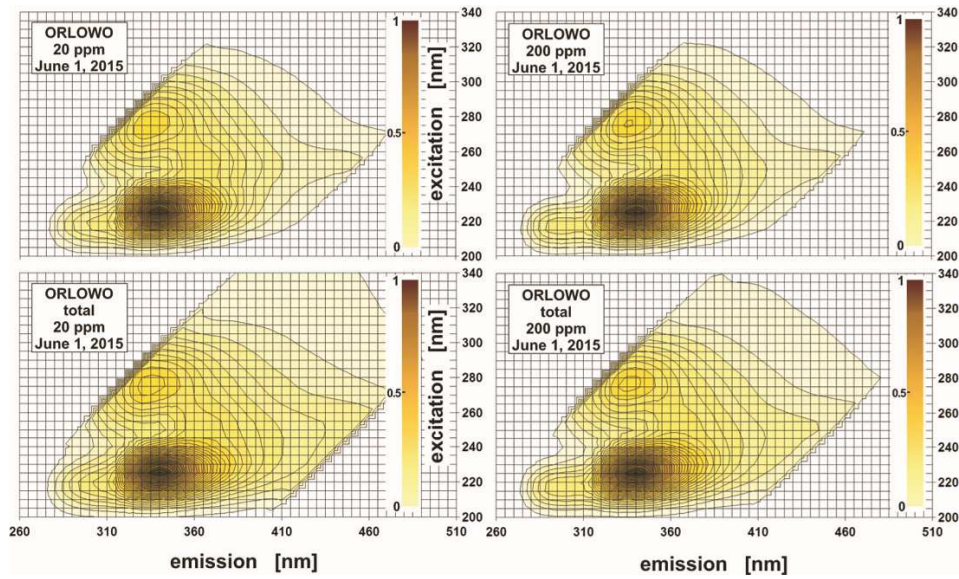 ORLOWO
20 ppm
June 1, 2015
1
0.5
0
excitation [nm]
340
320
300
280
260
240
220
200
ORLOWO
200 ppm
June 1, 2015
1
0.5
0
340
320
300
280
260
240
220
200
ORLOWO
total
20 ppm
June 1, 2015
1
0.5
0
excitation [nm]
340
320
300
280
260
240
220
200
260 310 360 410 460
emission [nm]
ORLOWO
total
200 ppm
June 1, 2015
1
0.5
0
340
320
300
280
260
240
220
200
260 310 360 410 460 510
emission [nm]